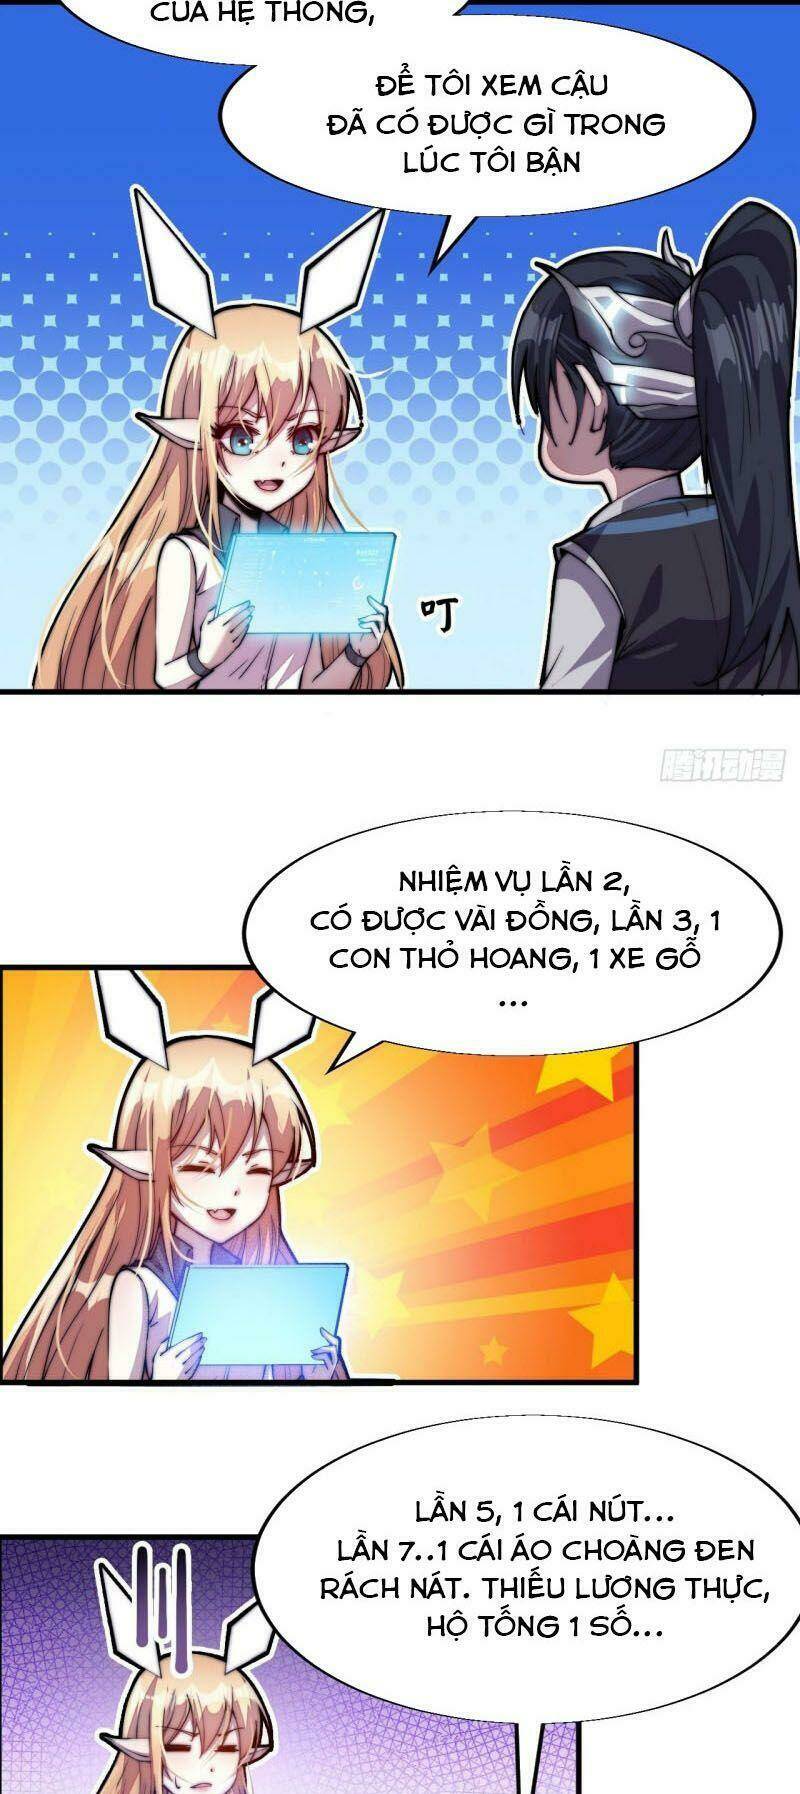 CỦA HỆ THỐNG,
ĐỂ TÔI XEM CẬU
ĐÃ CÓ ĐƯỢC GÌ TRONG
LÚC TÔI BẬN
叮
腾讯动漫
NHIỆM VỤ LẦN 2,
CÓ ĐƯỢC VÀI ĐỒNG, LẦN 3, 1
CON THỎ HOANG, 1 XE GỖ
...
LẦN 5, 1 CÁI NÚT...
LẦN 7..1 CÁI ÁO CHOÀNG ĐEN
RÁCH NÁT. THIẾU LƯƠNG THỰC,
HỘ TỐNG 1 SỐ...